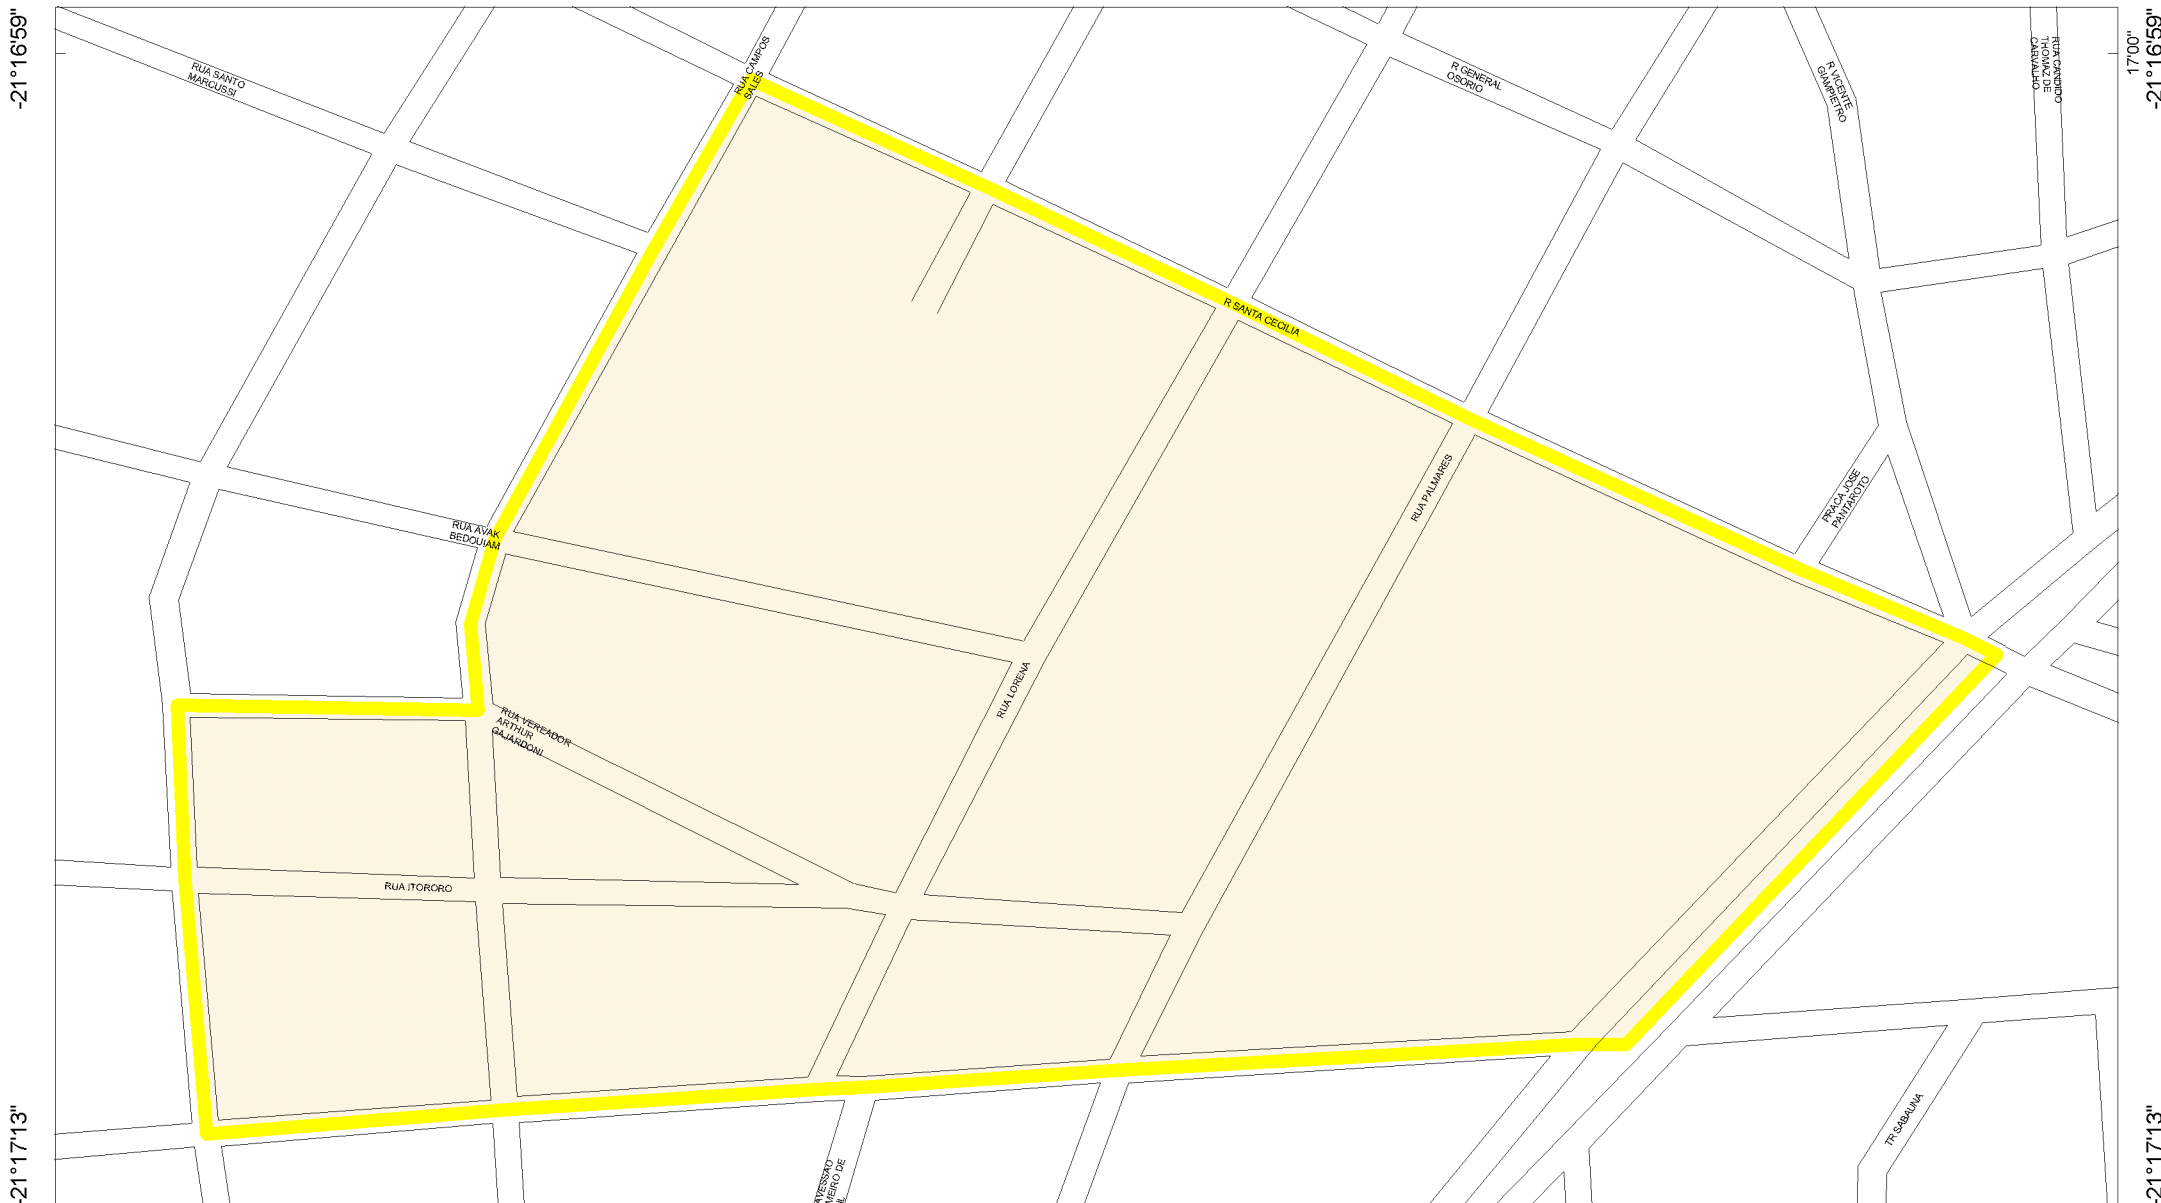 -21°16'59"
-21°16'59"
17'00"
RUA SANTO
MARCUSSI
RUA CAMPOS
SALES
R GENERAL
OSORIO
R VICENTE
GIAMPIETRO
RUA CANDIDO
THOMAZ DE
CARVALHO
R SANTA CECILIA
RUA PALMARES
PRACA JOSE
PANTAROTO
RUA AVAK
BEDOUIAM
RUA LORENA
RUA VEREADOR
ARTHUR
GAJARDONI
RUA ITORORO
TR SABAUNA
-21°17'13"
-21°17'13"